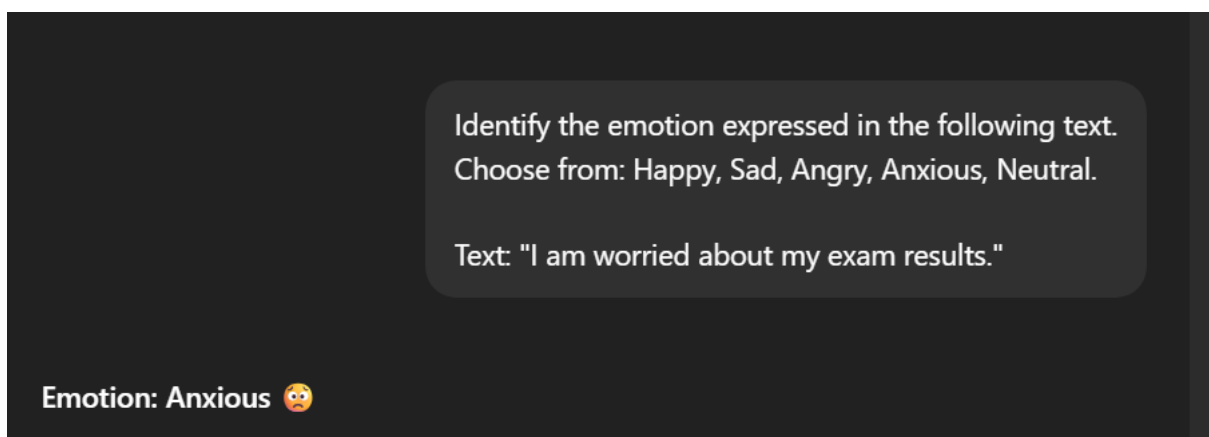 Identify the emotion expressed in the following text.
Choose from: Happy, Sad, Angry, Anxious, Neutral.
Text: "I am worried about my exam results."
Emotion: Anxious 😟